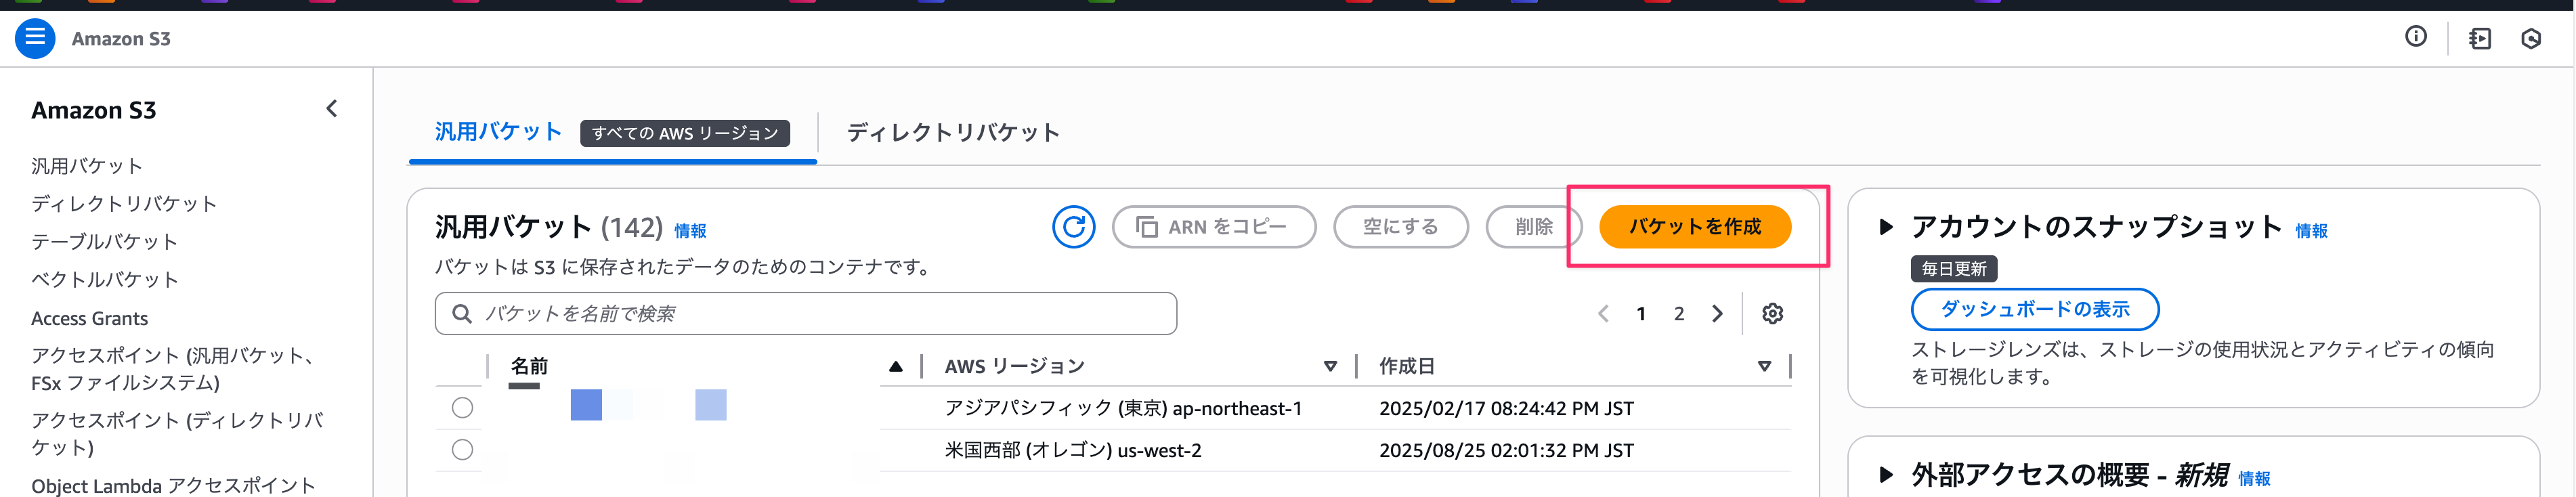 Amazon S3
Amazon S3
汎用バケット
ディレクトリバケット
テーブルバケット
ベクトルバケット
Access Grants
アクセスポイント (汎用バケット、
FSx ファイルシステム)
アクセスポイント (ディレクトリバ
ケット)
Object Lambda アクセスポイント
汎用バケット すべての AWS リージョン ディレクトリバケット
汎用バケット (142) 情報 ARN をコピー 空にする 削除 バケットを作成
バケットは S3 に保存されたデータのためのコンテナです。
バケットを名前で検索 1 2
名前 AWS リージョン 作成日
アジアパシフィック (東京) ap-northeast-1 2025/02/17 08:24:42 PM JST
米国西部 (オレゴン) us-west-2 2025/08/25 02:01:32 PM JST
アカウントのスナップショット 情報
毎日更新
ダッシュボードの表示
ストレージレンズは、ストレージの使用状況とアクティビティの傾向
を可視化します。
外部アクセスの概要 - 新規 情報